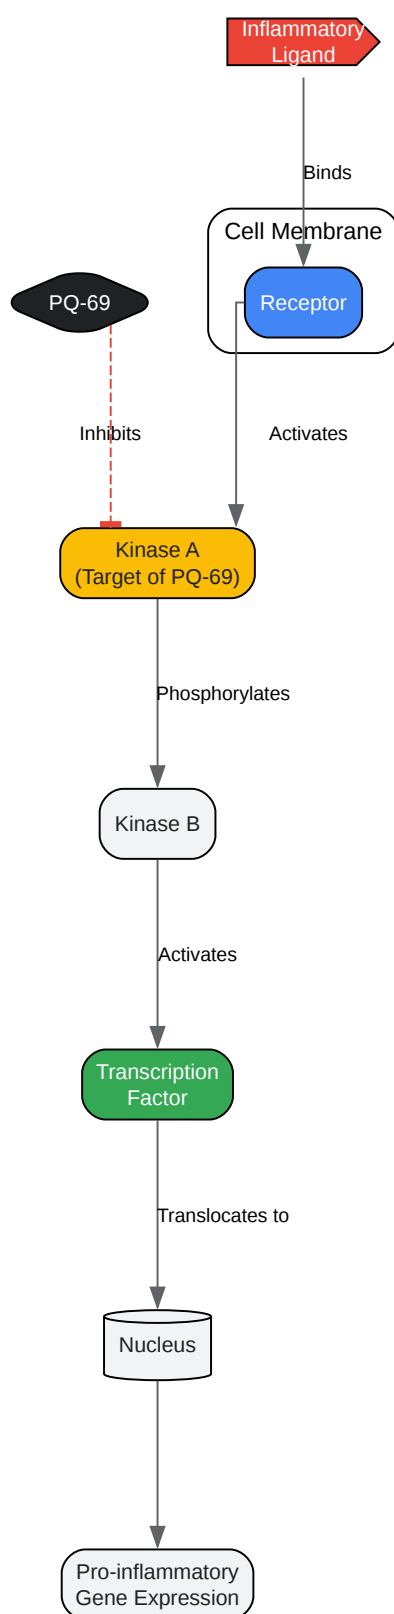 Inflammatory
Ligand
Binds
Cell Membrane
PQ-69
Receptor
Inhibits
Activates
Kinase A
(Target of PQ-69)
Phosphorylates
Kinase B
Activates
Transcription
Factor
Translocates to
Nucleus
Pro-inflammatory
Gene Expression